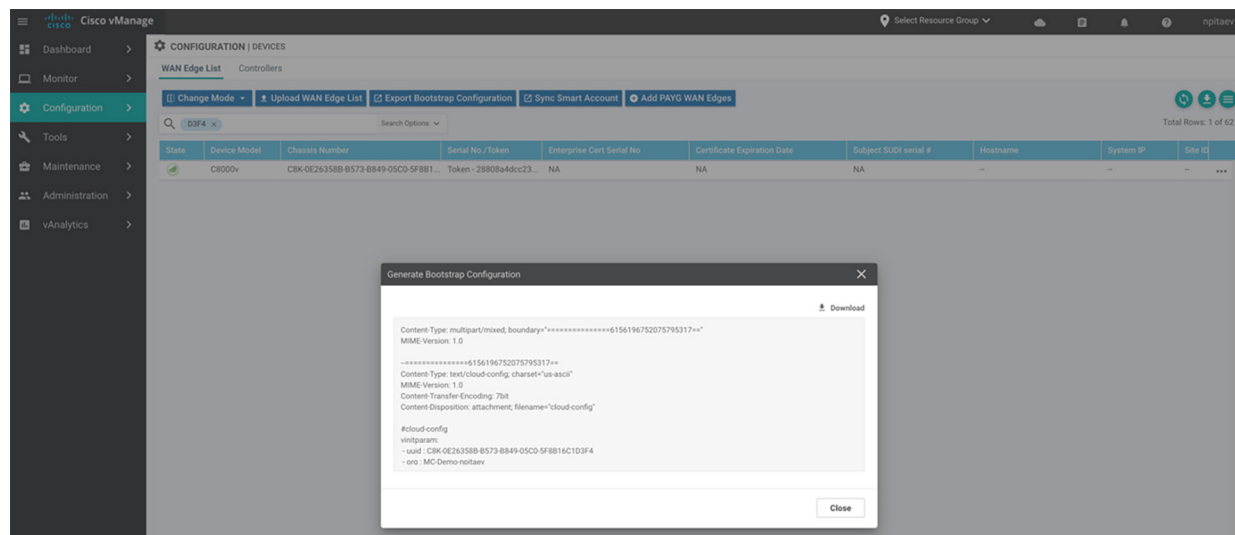 cisco Cisco vManage
Select Resource Group
npitaev
Dashboard
Monitor
Configuration
Tools
Maintenance
Administration
vAnalytics
CONFIGURATION | DEVICES
WAN Edge List Controllers
Change Mode Upload WAN Edge List Export Bootstrap Configuration Sync Smart Account Add PAYG WAN Edges
D3F4 × Search Options
Total Rows: 1 of 62
State Device Model Chassis Number Serial No./Token Enterprise Cert Serial No Certificate Expiration Date Subject SUDI serial # Hostname System IP Site ID
C8000v C8K-0E26358B-B573-B849-05C0-5F8B1... Token - 28808a4dcc23... NA NA NA – – – ...
Generate Bootstrap Configuration
Download
Content-Type: multipart/mixed; boundary="===============6156196752075795317=="
MIME-Version: 1.0
--===============6156196752075795317==
Content-Type: text/cloud-config; charset="us-ascii"
MIME-Version: 1.0
Content-Transfer-Encoding: 7bit
Content-Disposition: attachment; filename="cloud-config"
#cloud-config
vinitparam:
- uuid : C8K-0E26358B-B573-B849-05C0-5F8B16C1D3F4
- org : MC-Demo-npitaev
Close